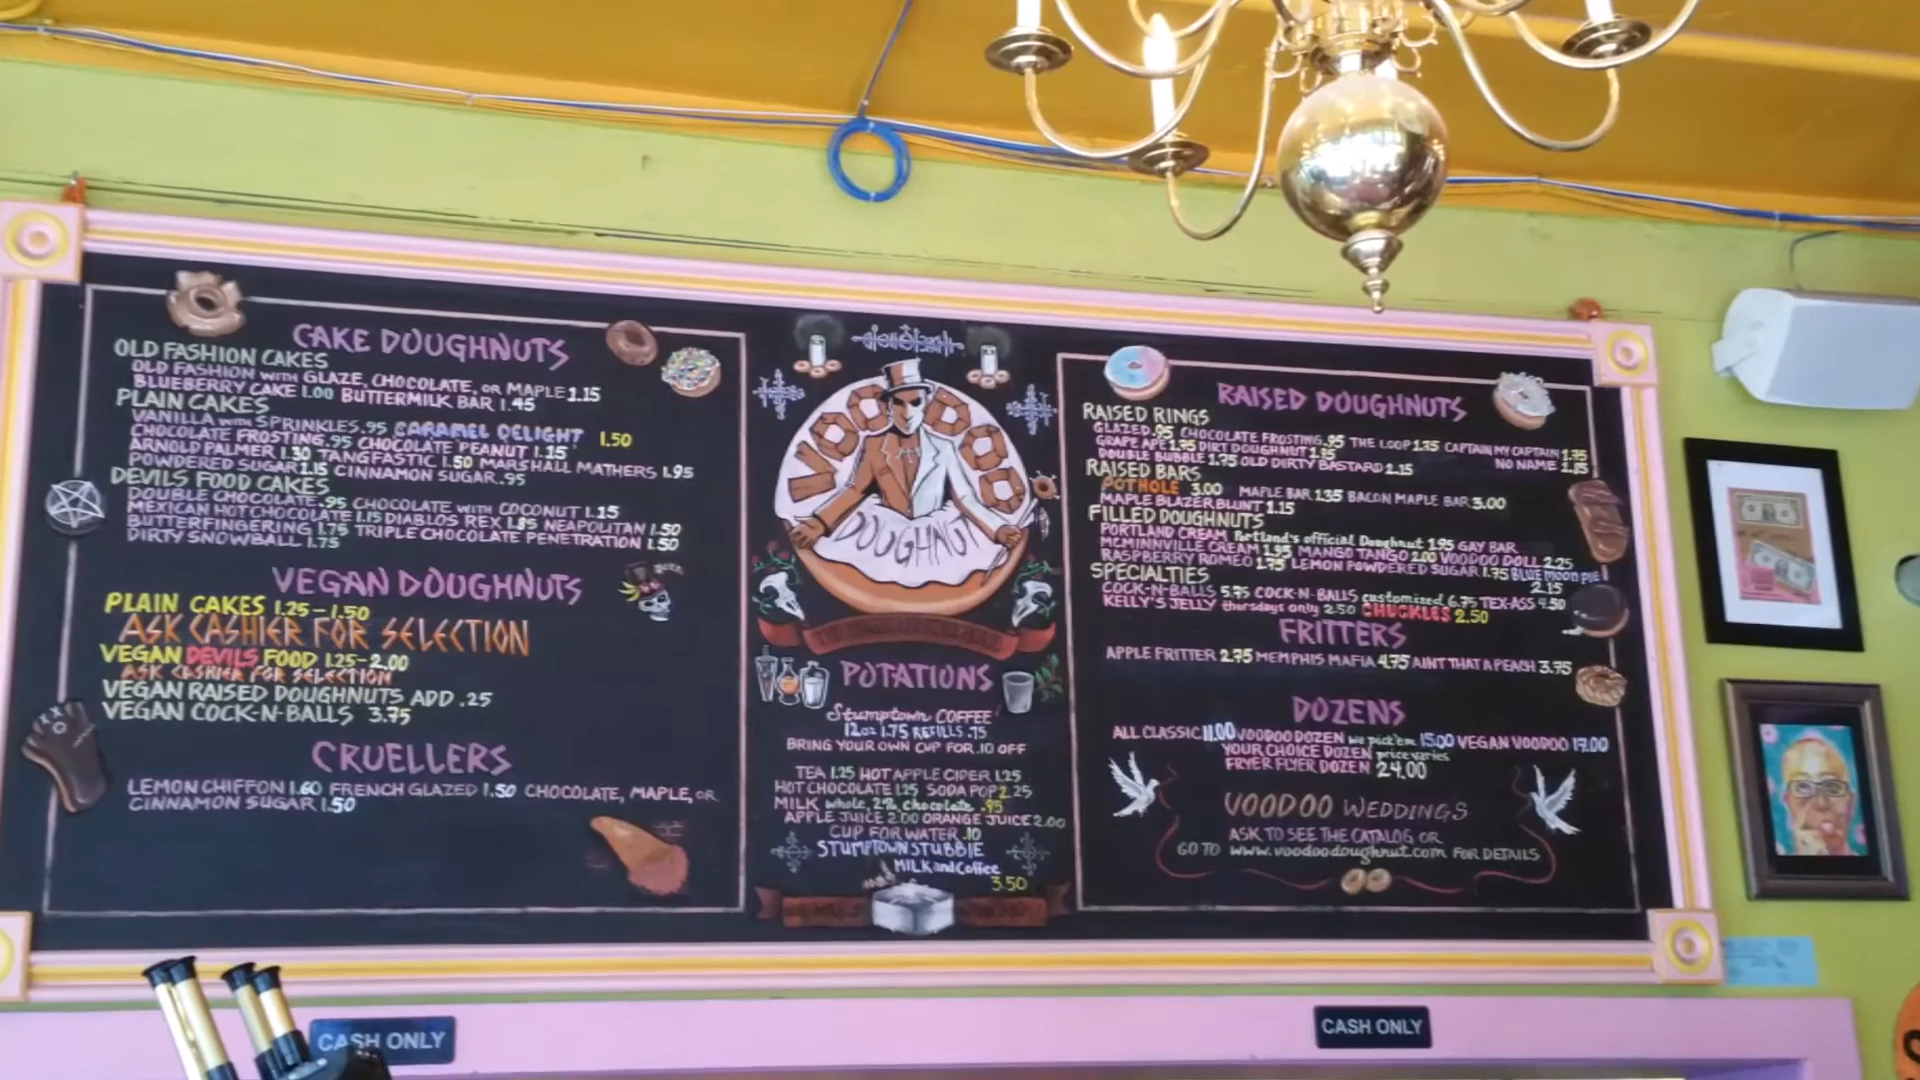 CAKE DOUGHNUTS
OLD FASHION CAKES
OLD FASHION WITH GLAZE, CHOCOLATE, OR MAPLE 1.15
BLUEBERRY CAKE 1.00 BUTTERMILK BAR 1.45
PLAIN CAKES
VANILLA WITH SPRINKLES .95 CARAMEL DELIGHT 1.50
CHOCOLATE FROSTING .95 CHOCOLATE PEANUT 1.15
ARNOLD PALMER 1.30 TANGFASTIC 1.50 MARSHALL MATHERS 1.95
POWDERED SUGAR 1.15 CINNAMON SUGAR .95
DEVILS FOOD CAKES
DOUBLE CHOCOLATE .95 CHOCOLATE WITH COCONUT 1.15
MEXICAN HOT CHOCOLATE 1.15 DIABLOS REX 1.85 NEAPOLITAN 1.50
BUTTERFINGERING 1.75 TRIPLE CHOCOLATE PENETRATION 1.50
DIRTY SNOWBALL 1.75
VEGAN DOUGHNUTS
PLAIN CAKES 1.25-1.50
ASK CASHIER FOR SELECTION
VEGAN DEVILS FOOD 1.25-2.00
ASK CASHIER FOR SELECTION
VEGAN RAISED DOUGHNUTS ADD .25
VEGAN COCK-N-BALLS 3.75
CRUELLERS
LEMON CHIFFON 1.60 FRENCH GLAZED 1.50 CHOCOLATE, MAPLE, OR
CINNAMON SUGAR 1.50
VOODOO
DOUGHNUT
POTATIONS
Stumptown COFFEE
12oz 1.75 REFILLS .75
BRING YOUR OWN CUP FOR .10 OFF
TEA 1.25 HOT APPLE CIDER 1.25
HOT CHOCOLATE 1.25 SODA POP 2.25
MILK whole, 2%, chocolate .95
APPLE JUICE 2.00 ORANGE JUICE 2.00
CUP FOR WATER .10
STUMPTOWN STUBBIE
MILK and Coffee
3.50
RAISED DOUGHNUTS
RAISED RINGS
GLAZED .95 CHOCOLATE FROSTING .95 THE LOOP 1.35 CAPTAIN MY CAPTAIN 1.75
GRAPE APE 1.75 DIRT DOUGHNUT 1.95 NO NAME 1.85
DOUBLE BUBBLE 1.75 OLD DIRTY BASTARD 2.15
RAISED BARS
POTHOLE 3.00 MAPLE BAR 1.35 BACON MAPLE BAR 3.00
MAPLE BLAZER BLUNT 1.15
FILLED DOUGHNUTS
PORTLAND CREAM Portland's official Doughnut 1.95 GAY BAR
MCMINNVILLE CREAM 1.95 MANGO TANGO 2.00 VOODOO DOLL 2.25
RASPBERRY ROMEO 1.75 LEMON POWDERED SUGAR 1.75 BLUE MOON PIE
2.15
SPECIALTIES
COCK-N-BALLS 5.75 COCK-N-BALLS customized 6.75 TEX-ASS 4.50
KELLY'S JELLY thursdays only 2.50 CHUCKLES 2.50
FRITTERS
APPLE FRITTER 2.75 MEMPHIS MAFIA 4.75 AINT THAT A PEACH 3.75
DOZENS
ALL CLASSIC 11.00 VOODOO DOZEN we pick'em 15.00 VEGAN VOODOO 17.00
YOUR CHOICE DOZEN price varies
FRYER FLYER DOZEN 24.00
VOODOO WEDDINGS
ASK TO SEE THE CATALOG OR
GO TO www.voodoodoughnut.com FOR DETAILS
CASH ONLY
CASH ONLY